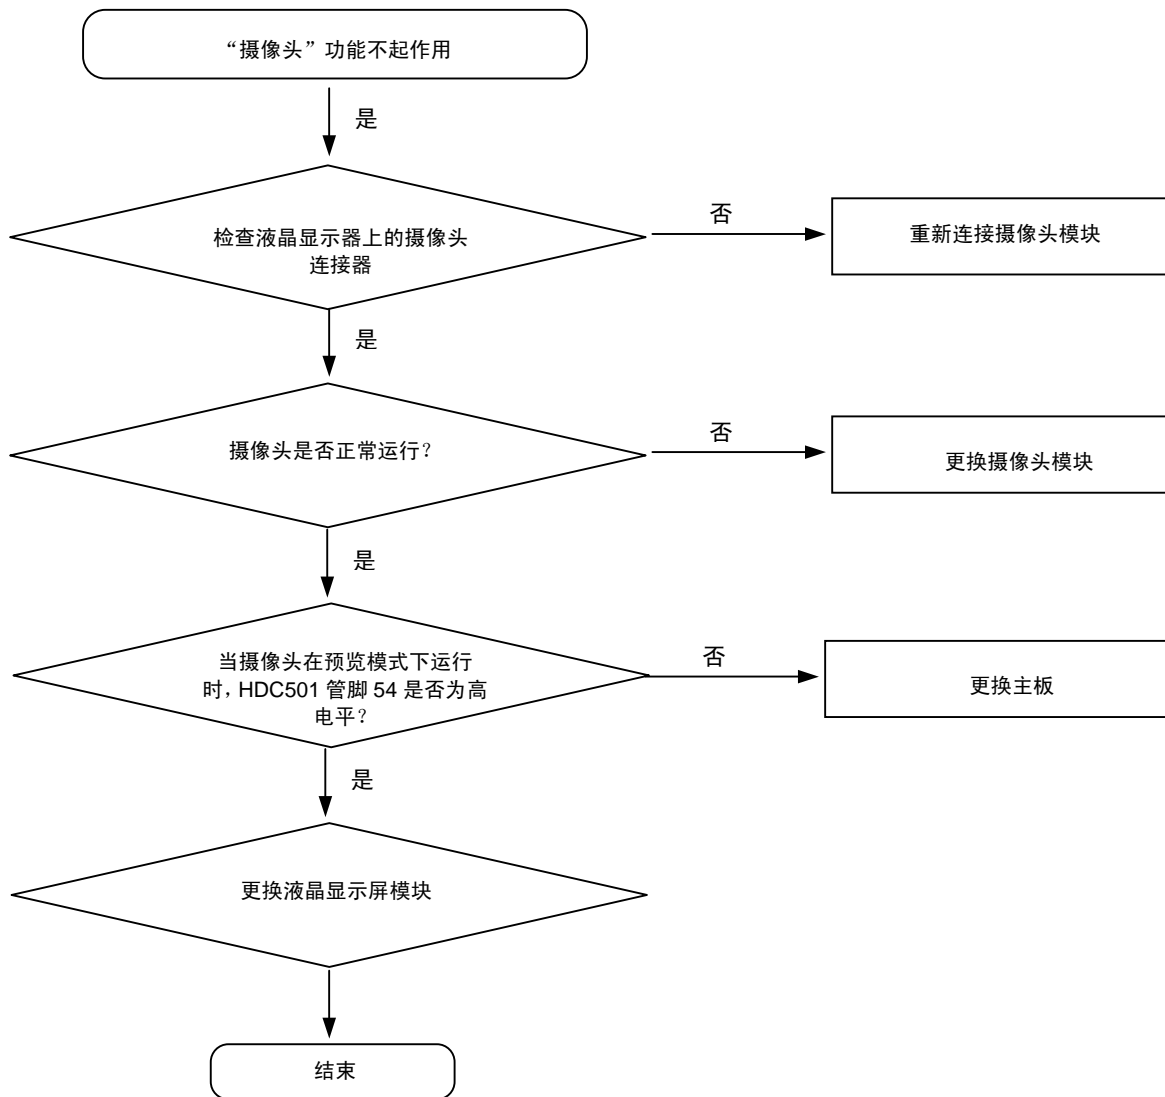 “摄像头”功能不起作用
是
检查液晶显示器上的摄像头
连接器
否
重新连接摄像头模块
是
摄像头是否正常运行?
否
更换摄像头模块
是
当摄像头在预览模式下运行
时，HDC501 管脚 54 是否为高
电平?
否
更换主板
是
更换液晶显示屏模块
结束